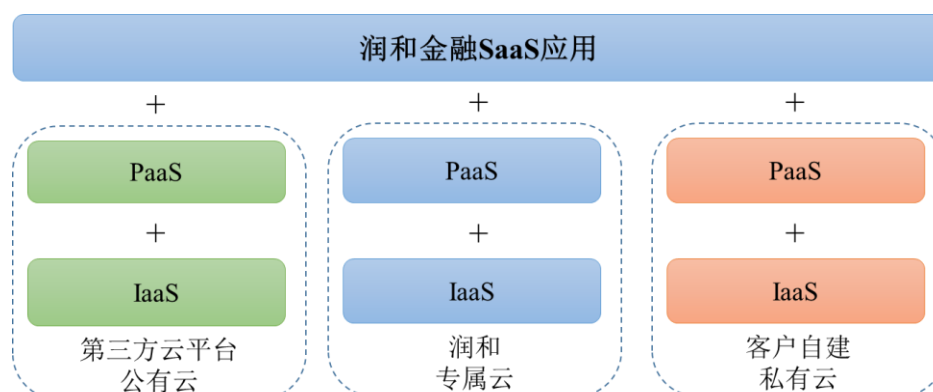 润和金融SaaS应用
+ + +
PaaS PaaS PaaS
+ + +
IaaS IaaS IaaS
第三方云平台 润和 客户自建
公有云 专属云 私有云